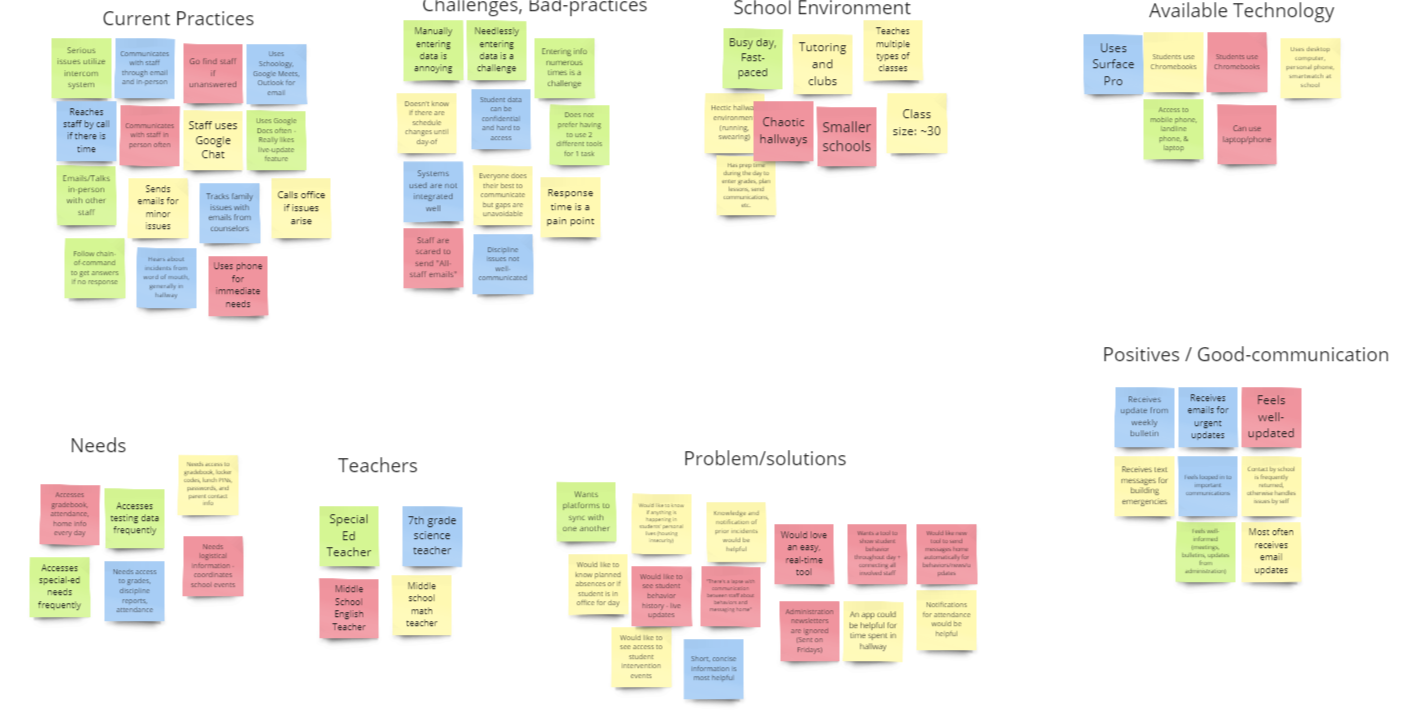 Current Practices
Serious
issues utilize
intercom
system
Communicates
with staff
through email
and in-person
Go find staff
if
unanswered
Uses
Schoology,
Google Meets,
Outlook for
email
Reaches
staff by call
if there is
time
Communicates
with staff in
person often
Staff uses
Google
Chat
Uses Google
Docs often -
Really likes
live-update
feature
Emails/Talks
in-person
with other
staff
Sends
emails for
minor
issues
Tracks family
issues with
emails from
counselors
Calls office
if issues
arise
Follow chain-
of-command
to get answers
if no response
Hears about
incidents from
word of mouth,
generally in
hallway
Uses phone
for
immediate
needs
Challenges, Bad-practices
Manually
entering
data is
annoying
Needlessly
entering
data is a
challenge
Entering info
numerous
times is a
challenge
Doesn't know
if there are
schedule
changes until
day-of
Student data
can be
confidential
and hard to
access
Does not
prefer having
to use 2
different tools
for 1 task
Systems
used are not
integrated
well
Everyone does
their best to
communicate
but gaps are
unavoidable
Response
time is a
pain point
Staff are
scared to
send "All-
staff emails"
Discipline
issues not
well-
communicated
School Environment
Busy day,
Fast-
paced
Tutoring
and
clubs
Teaches
multiple
types of
classes
Hectic hallway
environment
(running,
swearing)
Chaotic
hallways
Smaller
schools
Class
size: ~30
Has prep time
during the day to
enter grades, plan
lessons, send
communications,
etc.
Available Technology
Uses
Surface
Pro
Students use
Chromebooks
Students use
Chromebooks
Uses desktop
computer,
personal phone,
smartwatch at
school
Access to
mobile phone,
landline
phone, &
laptop
Can use
laptop/phone
Positives / Good-communication
Receives
update from
weekly
bulletin
Receives
emails for
urgent
updates
Feels
well-
updated
Receives text
messages for
building
emergencies
Feels looped in to
important
communications
Contact by school
is frequently
returned,
otherwise handles
issues by self
Feels well-
informed
(meetings,
bulletins, updates
from
administration)
Most often
receives
email
updates
Needs
Accesses
gradebook,
attendance,
home info
every day
Accesses
testing data
frequently
Needs access to
gradebook, locker
codes, lunch PINs,
passwords, and
parent contact
info
Accesses
special-ed
needs
frequently
Needs access
to grades,
discipline
reports,
attendance
Needs
logistical
information -
coordinates
school events
Teachers
Special
Ed
Teacher
7th grade
science
teacher
Middle
School
English
Teacher
Middle
school
math
teacher
Problem/solutions
Wants
platforms to
sync with
one another
Would like to know
if anything is
happening in
students' personal
lives (housing
insecurity)
Knowledge and
notification of
prior incidents
would be
helpful
Would love
an easy,
real-time
tool
Wants a tool to
show student
behavior
throughout day +
connecting all
involved staff
Would like new
tool to send
messages home
automatically for
behaviors/news/u
pdates
Would like to
know planned
absences or if
student is in
office for day
Would like to
see student
behavior
history - live
updates
"There's a lapse with
communication
between staff about
behaviors and
messaging home"
Administration
newsletters
are ignored
(Sent on
Fridays)
An app could
be helpful for
time spent in
hallway
Notifications
for attendance
would be
helpful
Would like to
see access to
student
intervention
events
Short, concise
information is
most helpful